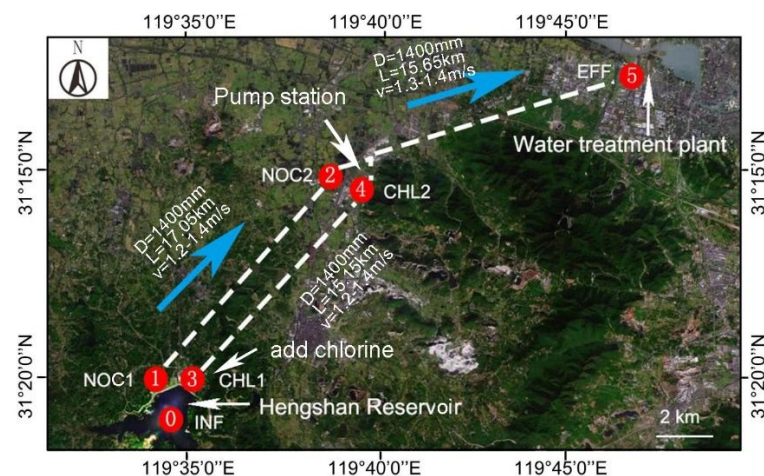 119°35'0"E
119°40'0"E
119°45'0"E
N
D=1400mm
L=15.65km
v=1.3-1.4m/s
EFF
5
Pump station
Water treatment plant
31°15'0"N
31°15'0"N
NOC2
2
4
CHL2
D=1400mm
L=17.05km
v=1.2-1.4m/s
D=1400mm
L=15.15km
v=1.2-1.4m/s
add chlorine
NOC1
1
3
CHL1
31°20'0"N
31°20'0"N
Hengshan Reservoir
0
INF
2 km
119°35'0"E
119°40'0"E
119°45'0"E